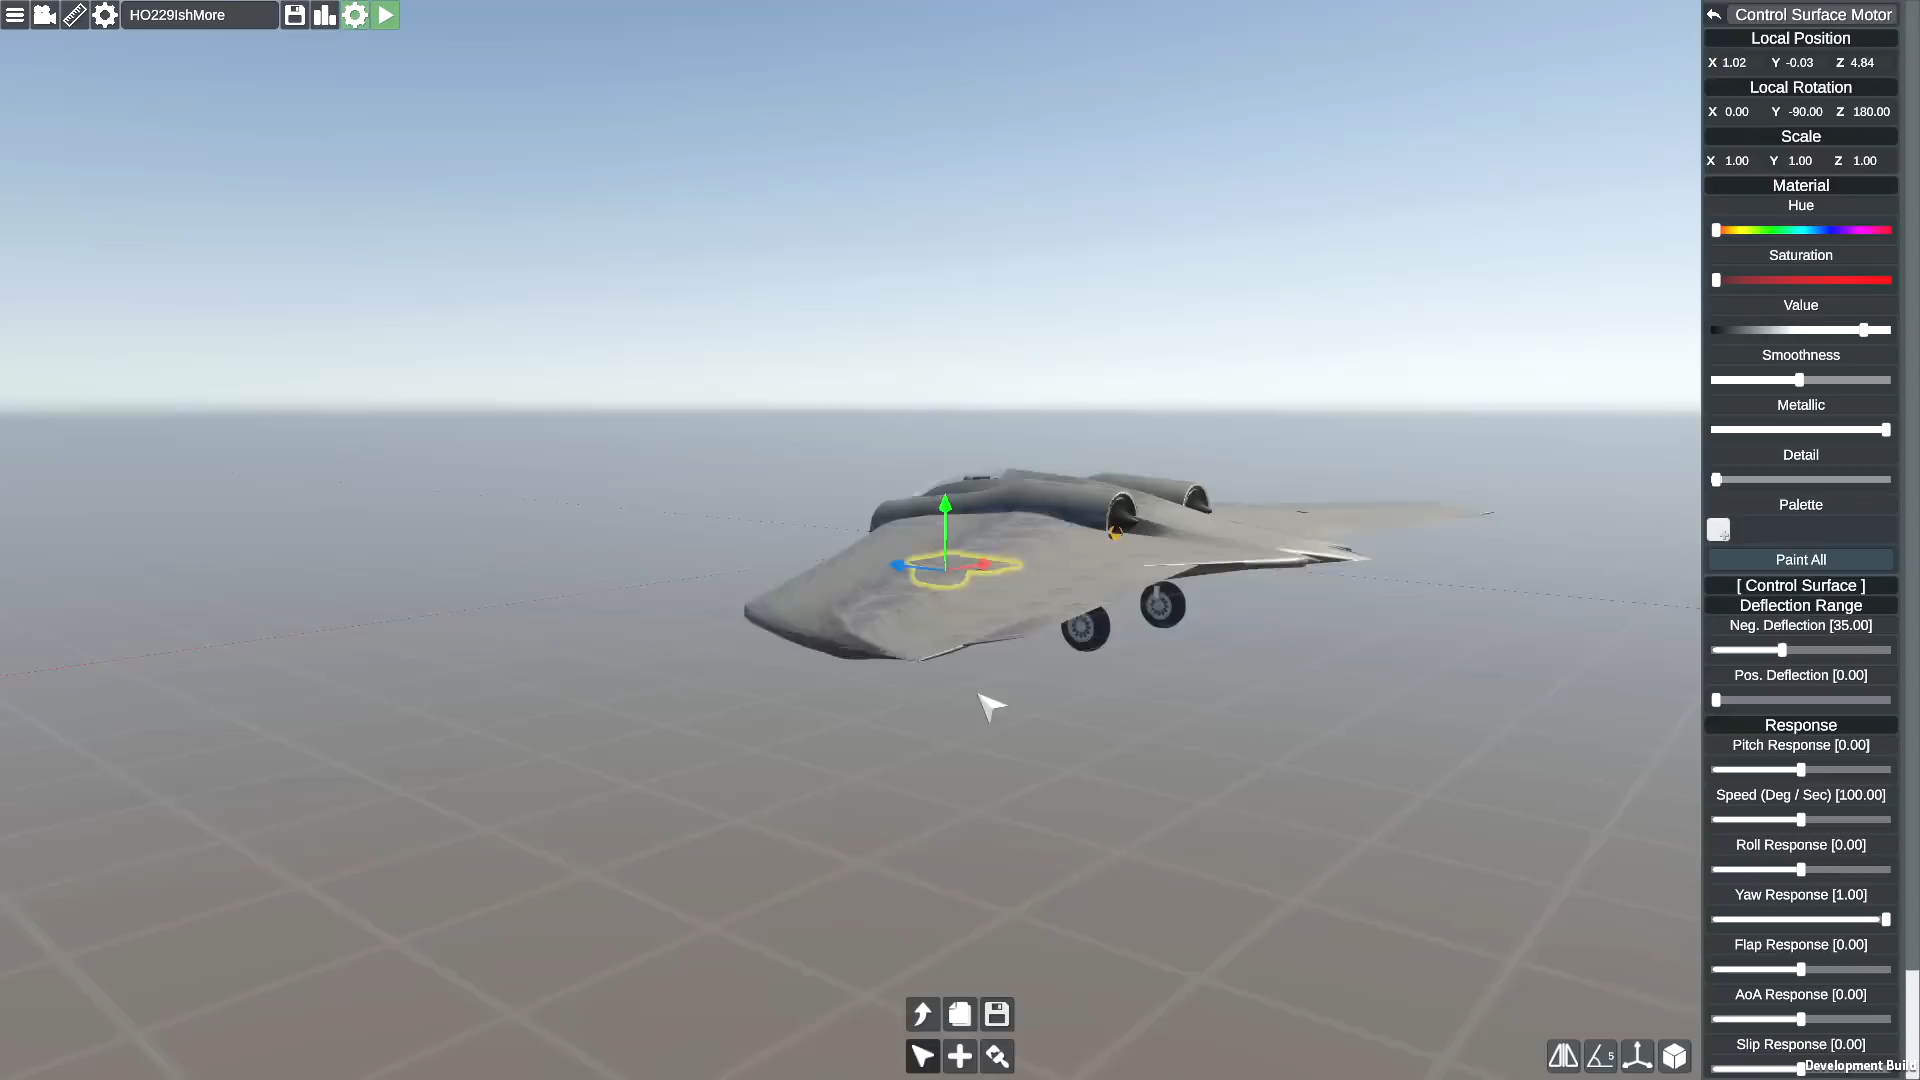 HO229IshMore
Control Surface Motor
Local Position
X 1.02 Y -0.03 Z 4.84
Local Rotation
X 0.00 Y -90.00 Z 180.00
Scale
X 1.00 Y 1.00 Z 1.00
Material
Hue
Saturation
Value
Smoothness
Metallic
Detail
Palette
Paint All
[ Control Surface ]
Deflection Range
Neg. Deflection [35.00]
Pos. Deflection [0.00]
Response
Pitch Response [0.00]
Speed (Deg / Sec) [100.00]
Roll Response [0.00]
Yaw Response [1.00]
Flap Response [0.00]
AoA Response [0.00]
Slip Response [0.00]
5
Development Build